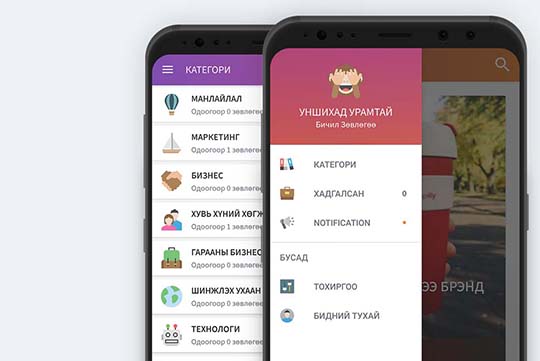 КАТЕГОРИ
МАНЛАЙЛАЛ
Одоогоор 0 зөвлөгөө
МАРКЕТИНГ
Одоогоор 1 зөвлөгөө
БИЗНЕС
Одоогоор 0 зөвлөгөө
ХУВЬ ХҮНИЙ ХӨГЖ
Одоогоор 1 зөвлөгөө
ГАРААНЫ БИЗНЕС
Одоогоор 0 зөвлөгөө
ШИНЖЛЭХ УХААН
Одоогоор 0 зөвлөгөө
ТЕХНОЛОГИ
Одоогоор 0 зөвлөгөө
УНШИХАД УРАМТАЙ
Бичил Зөвлөгөө
КАТЕГОРИ
ХАДГАЛСАН 0
NOTIFICATION
БУСАД
ТОХИРГОО
БИДНИЙ ТУХАЙ
ЭЭ БРЭНД